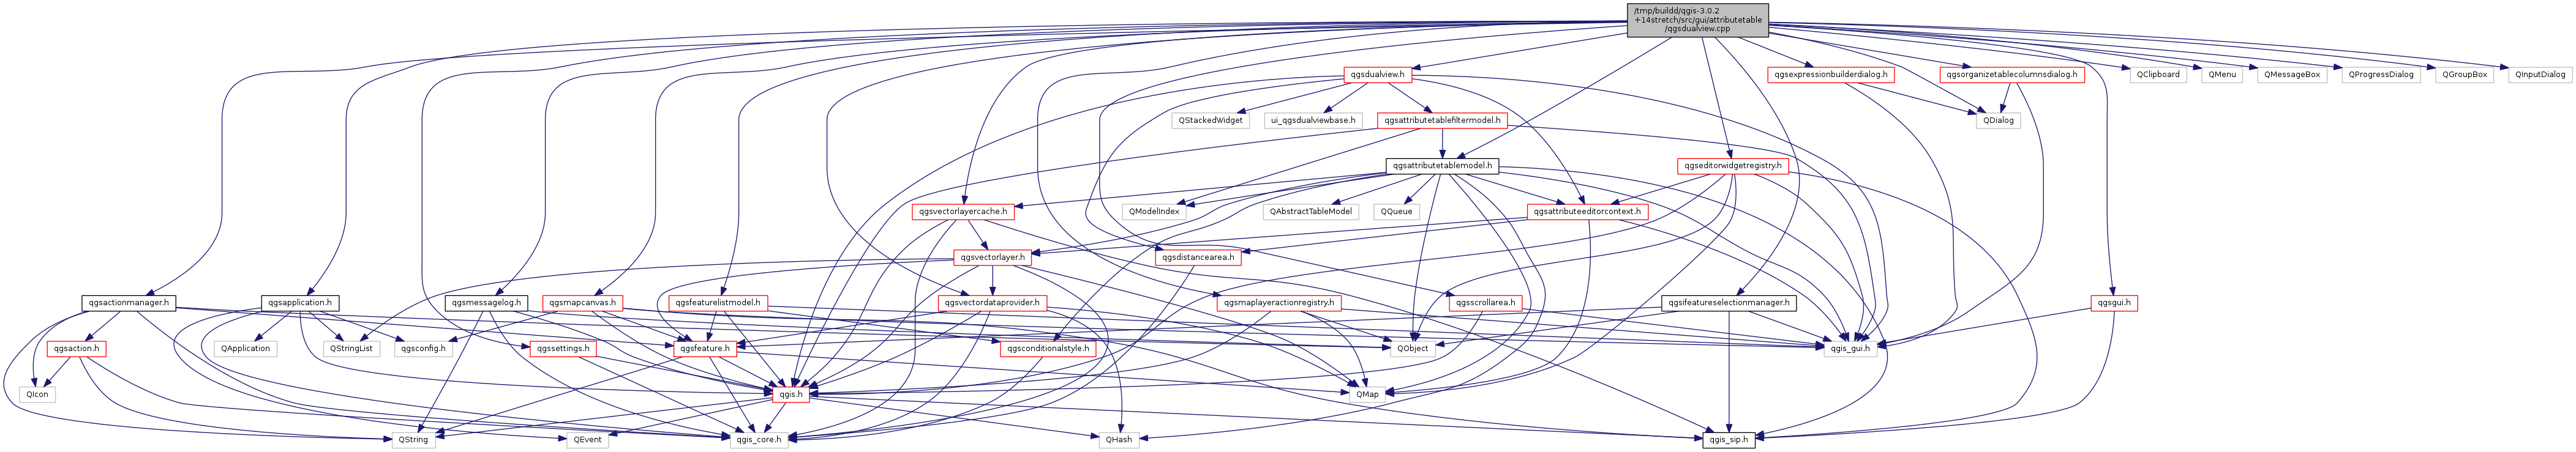 /tmp/buildd/qgis-3.0.2
+14stretch/src/gui/attributetable
/qgsdualview.cpp
qgsdualview.h
qgsexpressionbuilderdialog.h
qgsorganizetablecolumnsdialog.h
QClipboard
QMenu
QMessageBox
QProgressDialog
QGroupBox
QInputDialog
QStackedWidget
ui_qgsdualviewbase.h
qgsattributetablefiltermodel.h
QDialog
qgsattributetablemodel.h
qgseditorwidgetregistry.h
qgsvectorlayercache.h
QModelIndex
QAbstractTableModel
QQueue
qgsattributeeditorcontext.h
qgsvectorlayer.h
qgsdistancearea.h
qgsactionmanager.h
qgsapplication.h
qgsmessagelog.h
qgsmapcanvas.h
qgsfeaturelistmodel.h
qgsvectordataprovider.h
qgsmaplayeractionregistry.h
qgsscrollarea.h
qgsifeatureselectionmanager.h
qgsgui.h
qgsaction.h
QApplication
QStringList
qgsconfig.h
qgssettings.h
qgsfeature.h
qgsconditionalstyle.h
QObject
qgis_gui.h
QIcon
qgis.h
QMap
QString
QEvent
qgis_core.h
QHash
qgis_sip.h